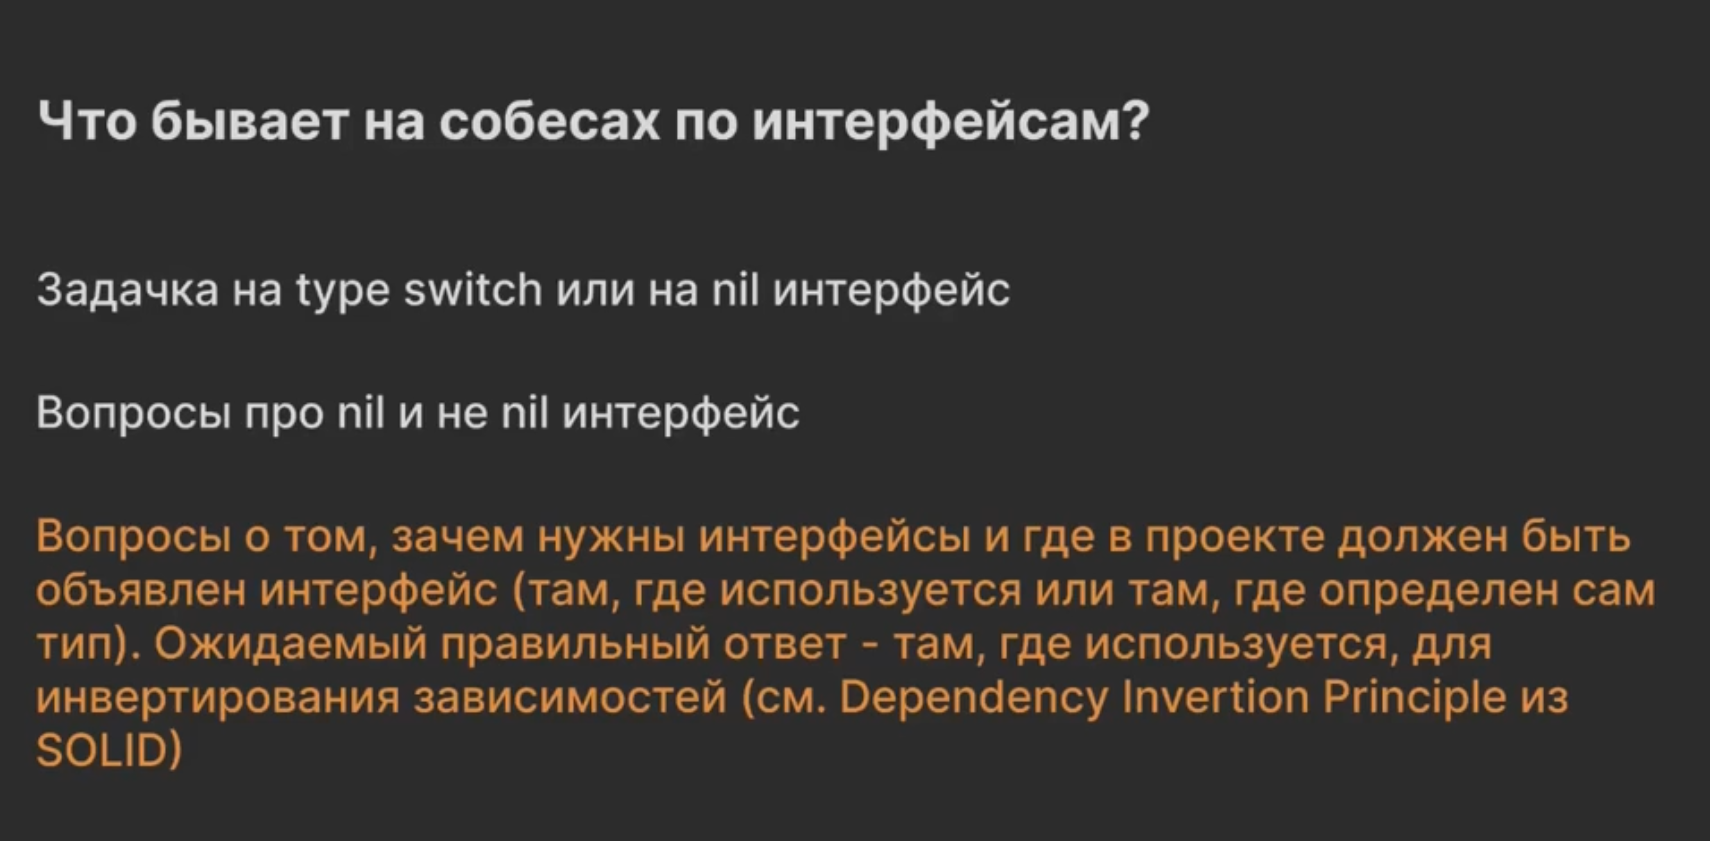 Что бывает на собесах по интерфейсам?
Задачка на type switch или на nil интерфейс
Вопросы про nil и не nil интерфейс
Вопросы о том, зачем нужны интерфейсы и где в проекте должен быть
объявлен интерфейс (там, где используется или там, где определен сам
тип). Ожидаемый правильный ответ - там, где используется, для
инвертирования зависимостей (см. Dependency Invertion Principle из
SOLID)